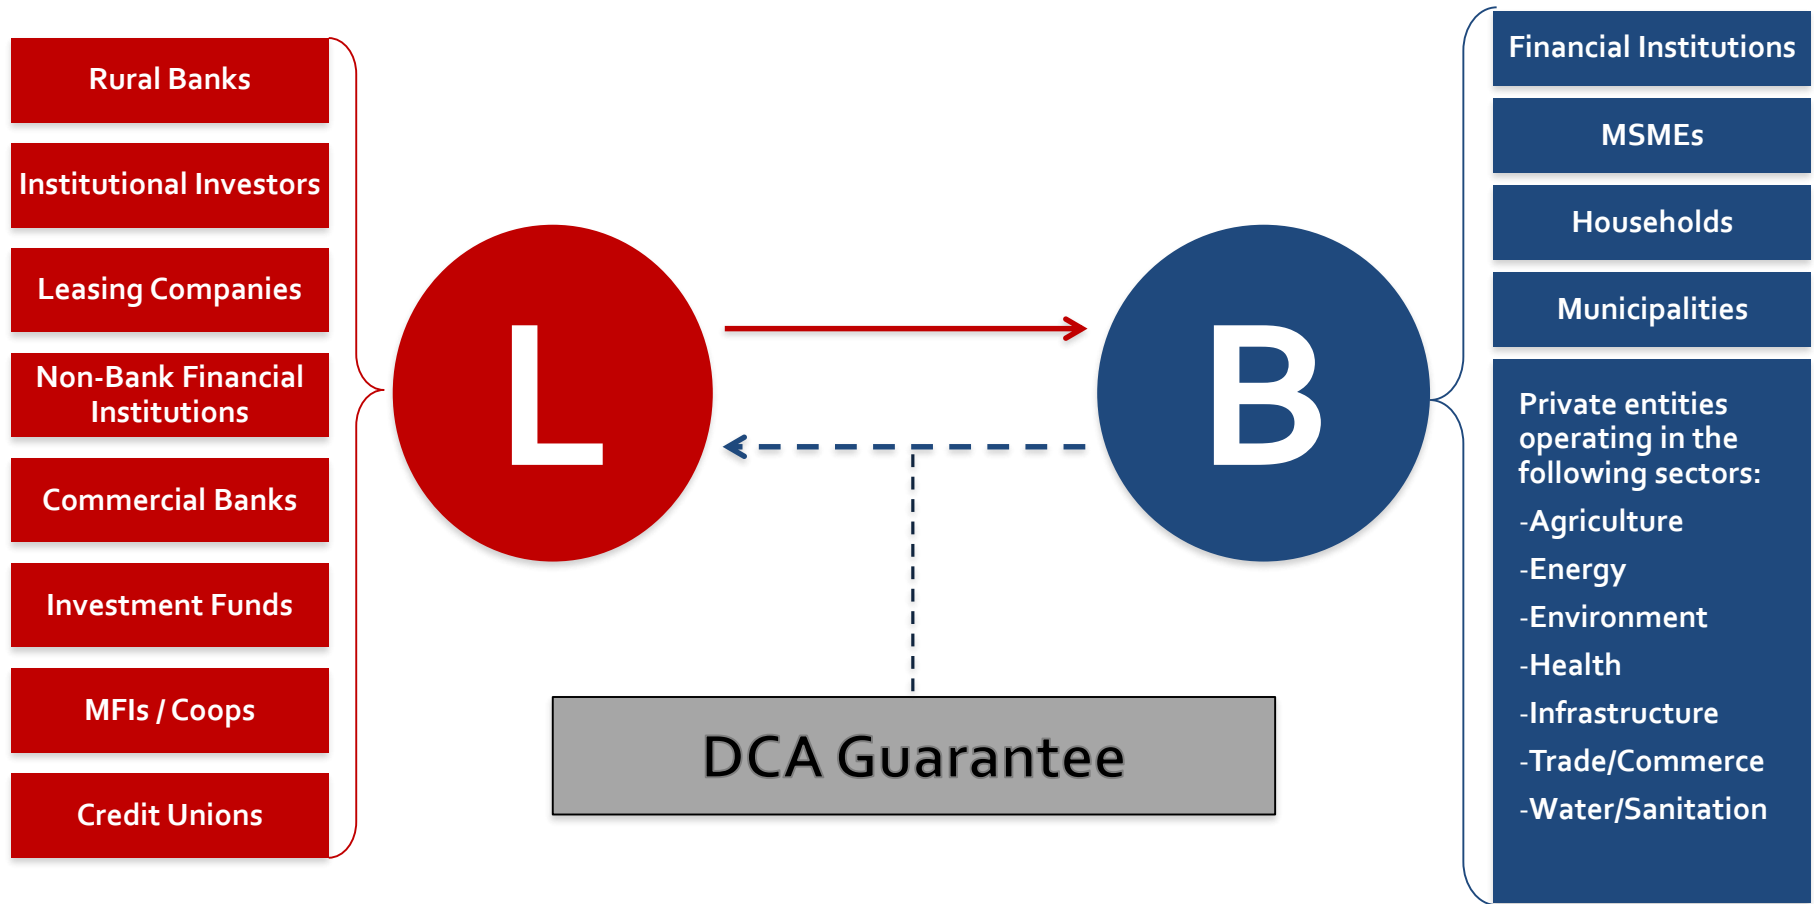 Rural Banks
Institutional Investors
Leasing Companies
Non-Bank Financial
Institutions
Commercial Banks
Investment Funds
MFIs / Coops
Credit Unions
L
B
DCA Guarantee
Financial Institutions
MSMEs
Households
Municipalities
Private entities
operating in the
following sectors:
-Agriculture
-Energy
-Environment
-Health
-Infrastructure
-Trade/Commerce
-Water/Sanitation